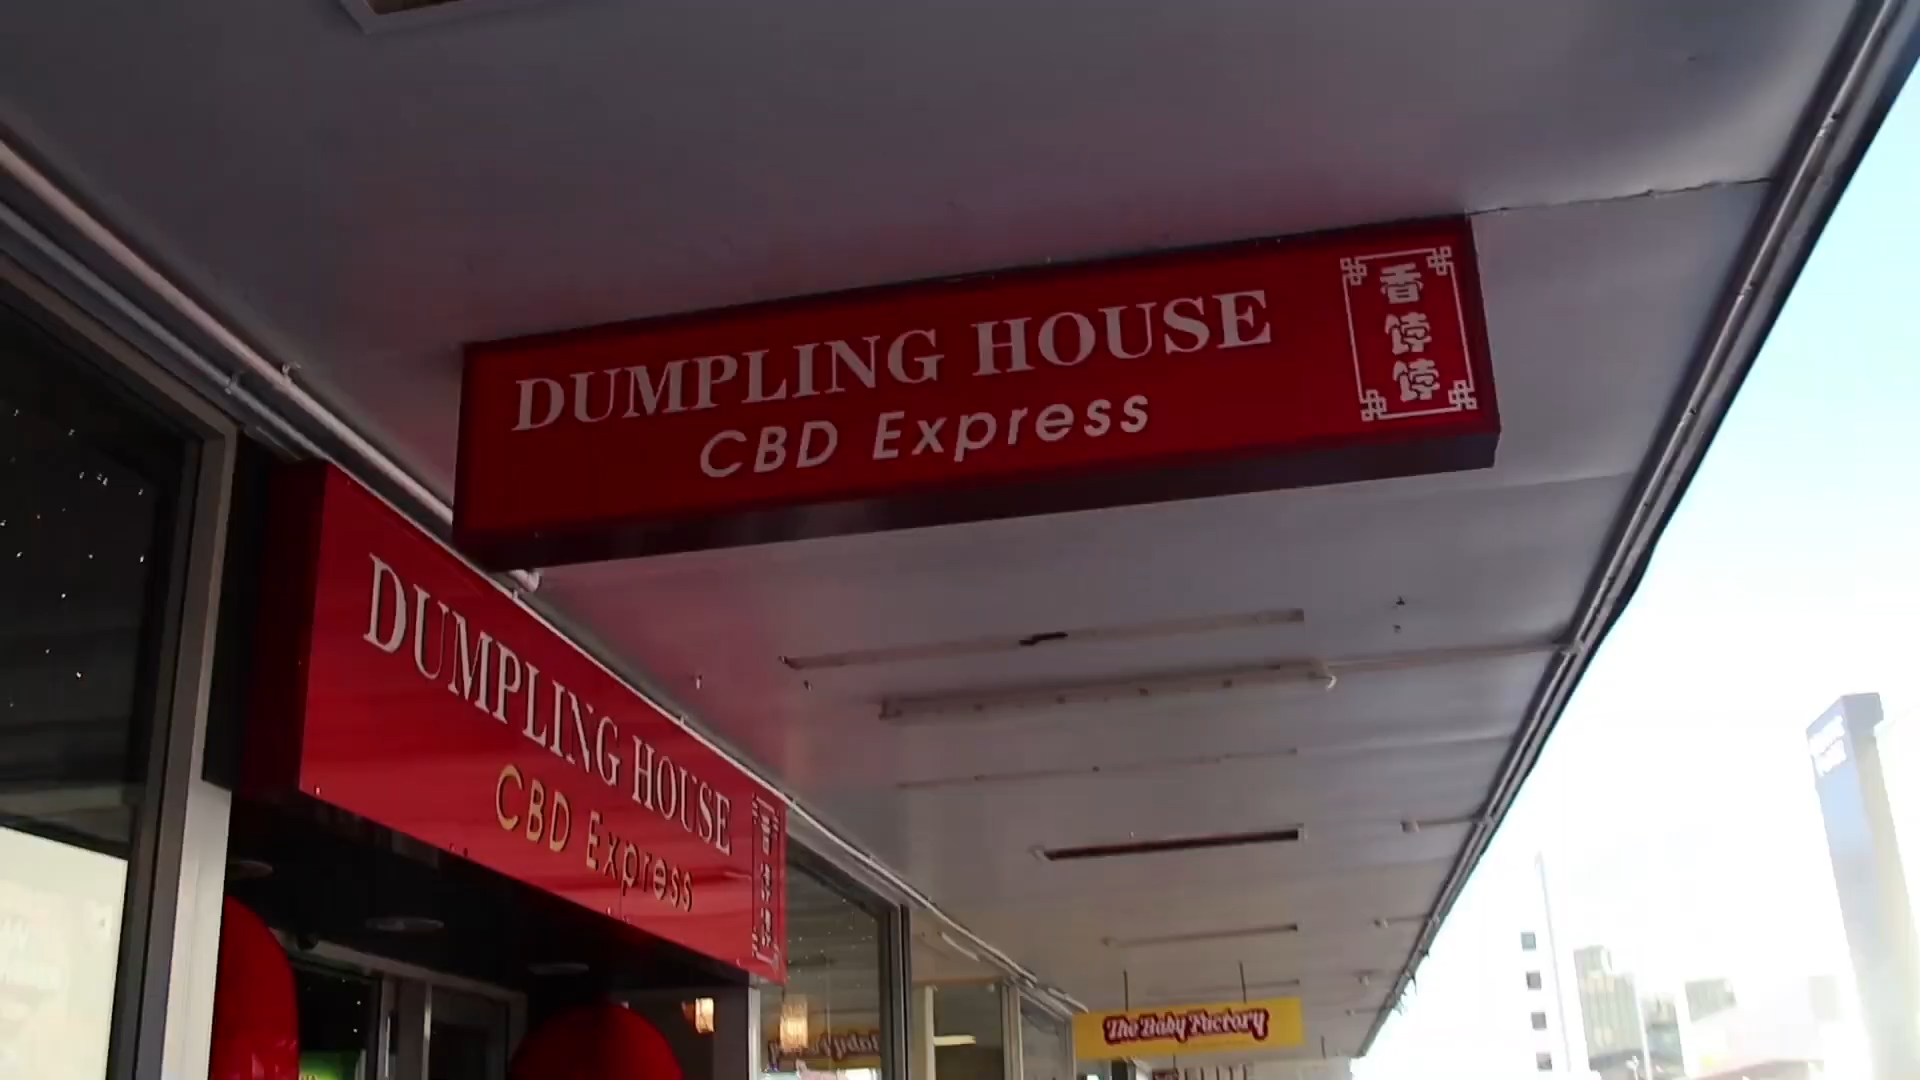 DUMPLING HOUSE
CBD Express
香
饽
饽
DUMPLING HOUSE
CBD Express
The Baby Factory